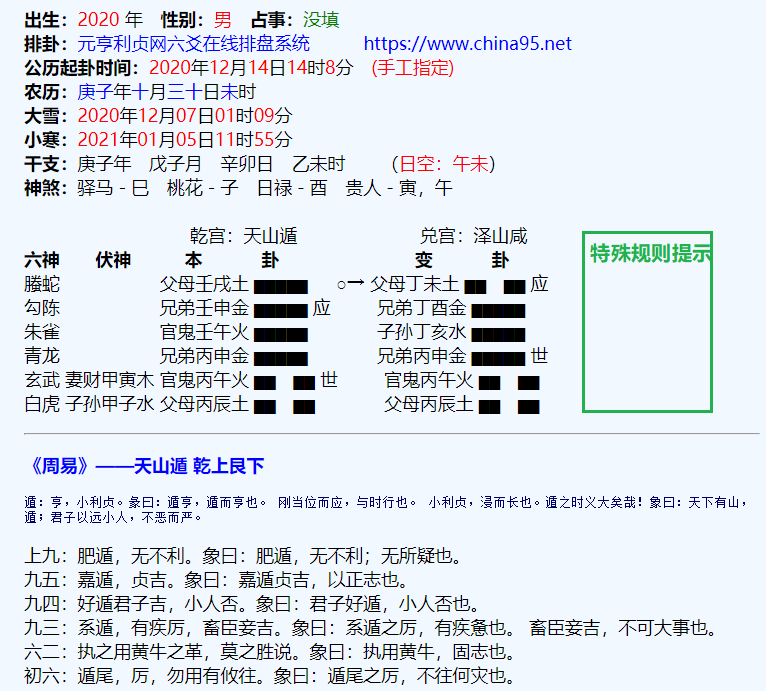 出生：2020 年　性别：男　占事：没填
排卦：元亨利贞网六爻在线排盘系统　　　https://www.china95.net
公历起卦时间：2020年12月14日14时8分　(手工指定)
农历：庚子年十月三十日未时
大雪：2020年12月07日01时09分
小寒：2021年01月05日11时55分
干支：庚子年　戊子月　辛卯日　乙未时　　（日空：午未）
神煞：驿马－巳　桃花－子　日禄－酉　贵人－寅，午
乾宫：天山遁　　兑宫：泽山咸
六神　伏神　本　卦　变　卦　特殊规则提示
螣蛇　父母壬戌土 ▅▅▅▅▅ ○→ 父母丁未土 ▅▅　▅▅ 应
勾陈　兄弟壬申金 ▅▅▅▅▅ 应　兄弟丁酉金 ▅▅▅▅▅
朱雀　官鬼壬午火 ▅▅▅▅▅　子孙丁亥水 ▅▅▅▅▅
青龙　兄弟丙申金 ▅▅▅▅▅　兄弟丙申金 ▅▅▅▅▅ 世
玄武 妻财甲寅木 官鬼丙午火 ▅▅　▅▅ 世　官鬼丙午火 ▅▅　▅▅
白虎 子孙甲子水 父母丙辰土 ▅▅　▅▅　父母丙辰土 ▅▅　▅▅
《周易》——天山遁 乾上艮下
遁：亨，小利贞。彖曰：遁亨，遁而亨也。 刚当位而应，与时行也。 小利贞，浸而长也。遁之时义大矣哉！象曰：天下有山，
遁；君子以远小人，不恶而严。
上九：肥遁，无不利。象曰：肥遁，无不利；无所疑也。
九五：嘉遁，贞吉。象曰：嘉遁贞吉，以正志也。
九四：好遁君子吉，小人否。象曰：君子好遁，小人否也。
九三：系遁，有疾厉，畜臣妾吉。象曰：系遁之厉，有疾惫也。 畜臣妾吉，不可大事也。
六二：执之用黄牛之革，莫之胜说。象曰：执用黄牛，固志也。
初六：遁尾，厉，勿用有攸往。象曰：遁尾之厉，不往何灾也。